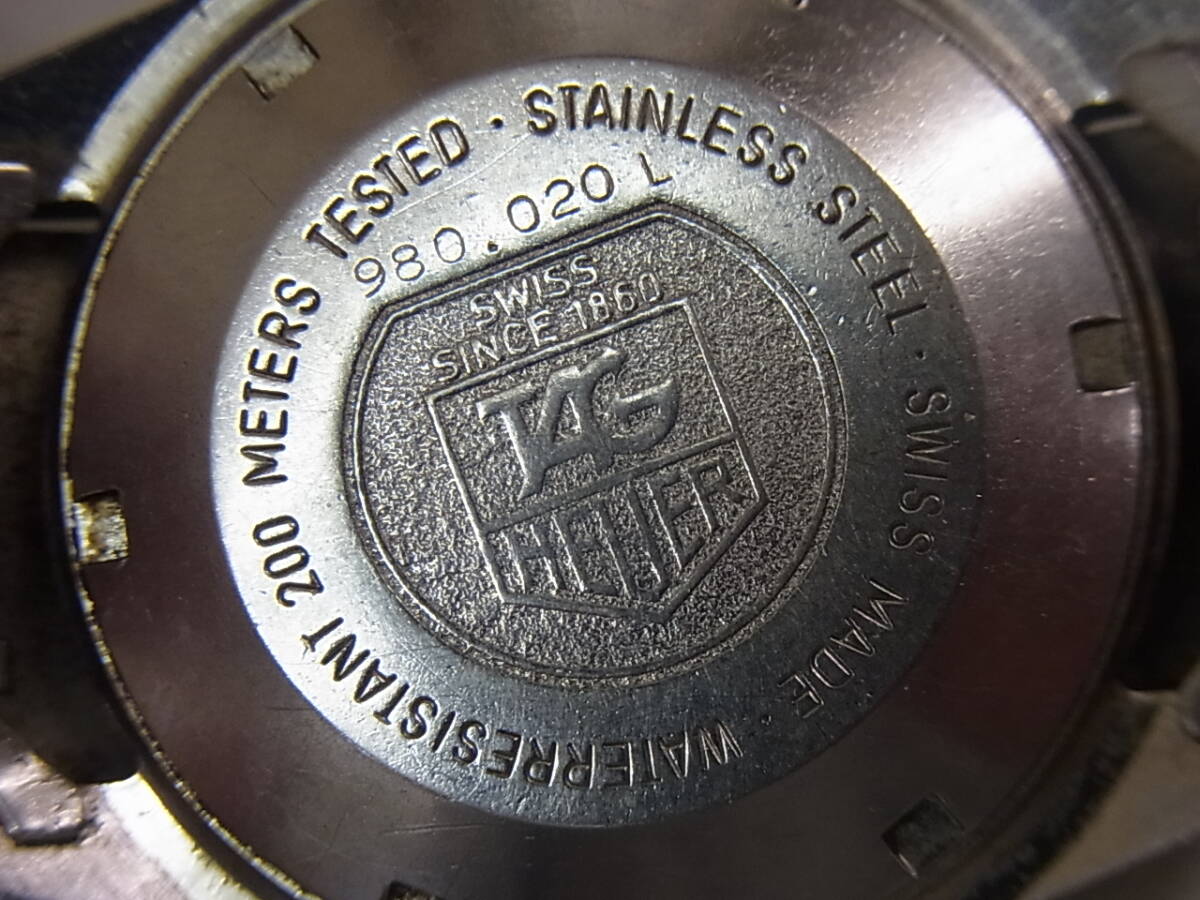 STAINLESS STEEL · SWISS MADE · WATERRESISTANT 200 METERS TESTED ·
980.020 L
SWISS
SINCE 1860
TAG
HEUER